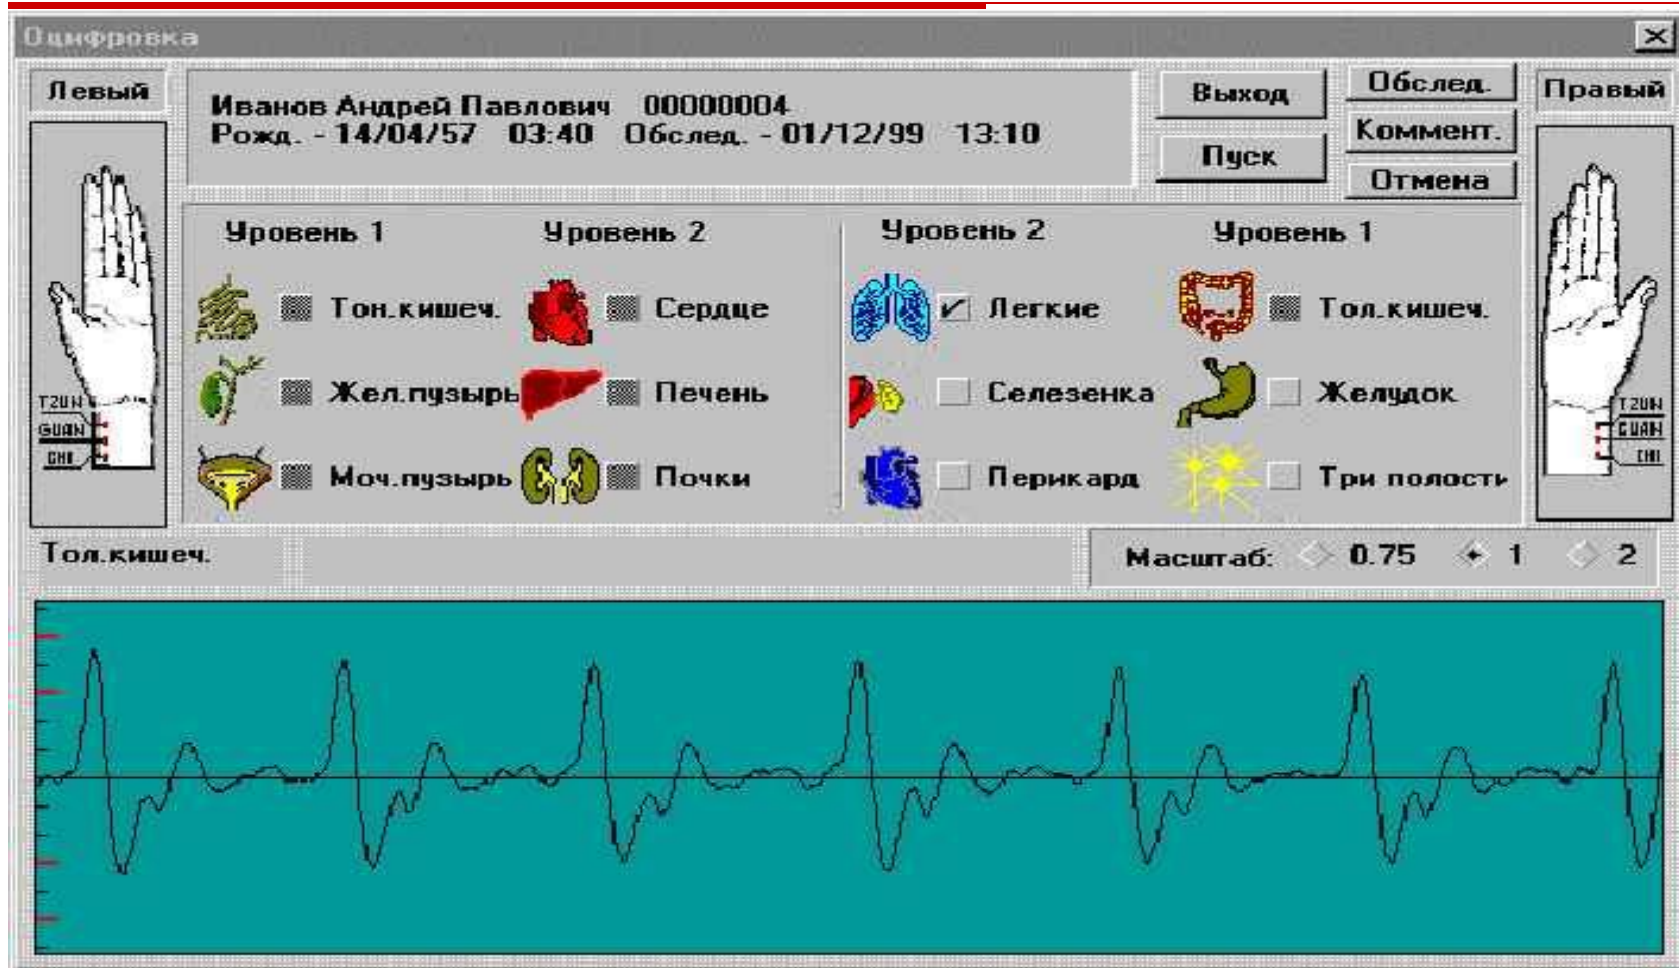 Оцифровка
Левый
Иванов Андрей Павлович 00000004
Рожд. - 14/04/57 03:40 Обслед. - 01/12/99 13:10
Выход
Пуск
Обслед.
Коммент.
Отмена
Правый
Уровень 1 Уровень 2 Уровень 2 Уровень 1
Тон.кишеч. Сердце Легкие Тол.кишеч.
Жел.пузырь Печень Селезенка Желудок
Моч.пузырь Почки Перикард Три полости
TZUN
GUAN
CHI
TZUN
GUAN
CHI
Тол.кишеч.
Масштаб: 0.75 1 2